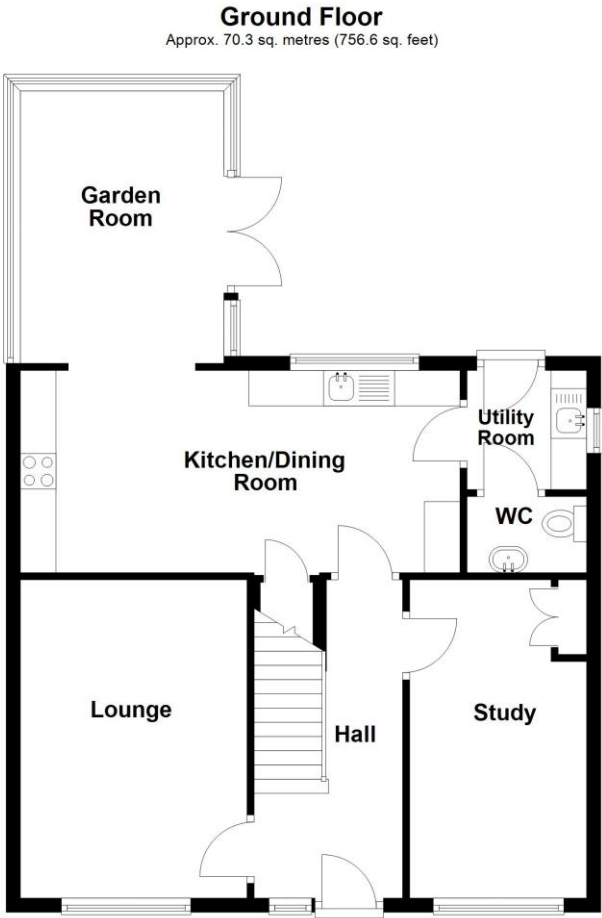 Ground Floor
Approx. 70.3 sq. metres (756.6 sq. feet)
Garden
Room
Utility
Room
Kitchen/Dining
Room
WC
Lounge
Study
Hall